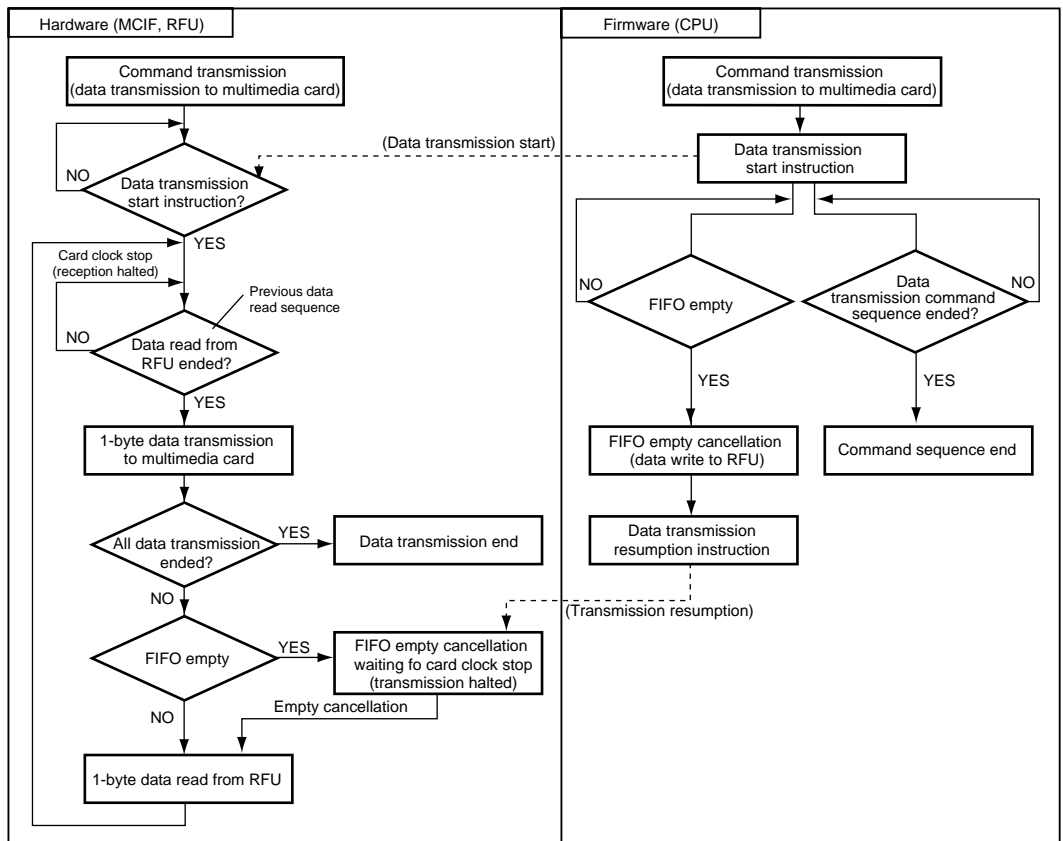 Hardware (MCIF, RFU)
Command transmission
(data transmission to multimedia card)
NO
Data transmission
start instruction?
YES
Card clock stop
(reception halted)
Previous data
read sequence
NO
Data read from
RFU ended?
YES
1-byte data transmission
to multimedia card
All data transmission
ended?
YES
Data transmission end
NO
FIFO empty
YES
FIFO empty cancellation
waiting fo card clock stop
(transmission halted)
NO
Empty cancellation
1-byte data read from RFU
(Data transmission start)
(Transmission resumption)
Firmware (CPU)
Command transmission
(data transmission to multimedia card)
Data transmission
start instruction
NO
FIFO empty
YES
FIFO empty cancellation
(data write to RFU)
Data transmission
resumption instruction
Data
transmission command
sequence ended?
NO
YES
Command sequence end